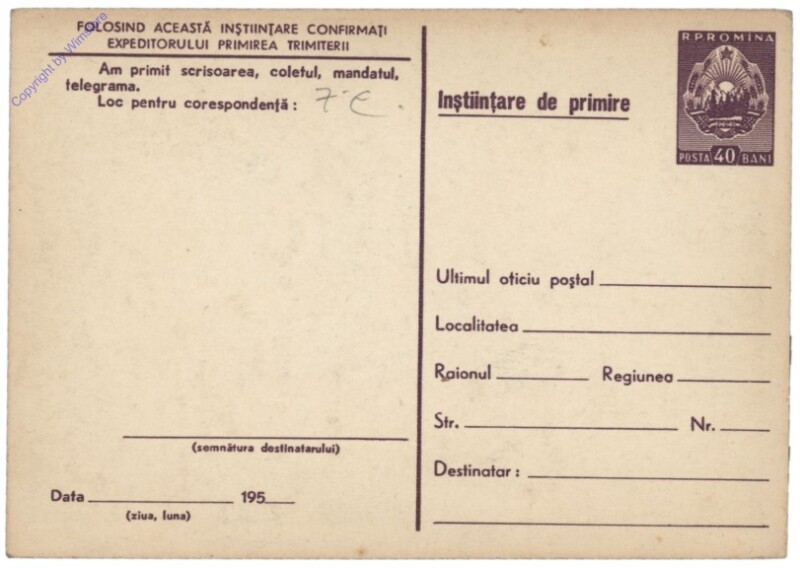 FOLOSIND ACEASTĂ INȘTIINȚARE CONFIRMAȚI
EXPEDITORULUI PRIMIREA TRIMITERII
Am primit scrisoarea, coletul, mandatul,
telegrama.
Loc pentru corespondență : 7 €.
Inștiințare de primire
R.P.ROMINA
POSTA 40 BANI
Ultimul oficiu poștal
Localitatea
Raionul Regiunea
Str. Nr.
Destinatar :
(semnătura destinatarului)
Data 195
(ziua, luna)
Copyright by Winstore